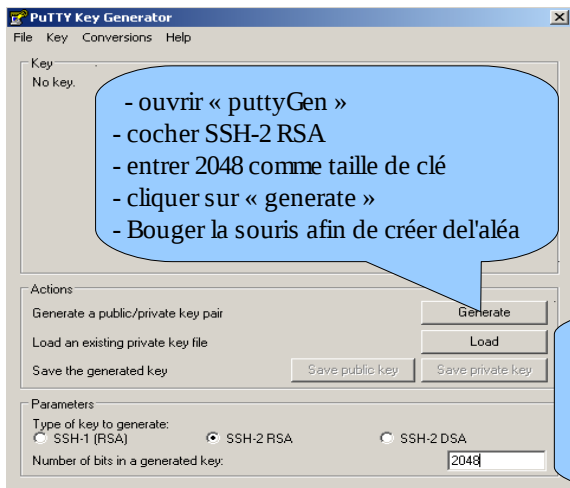 PuTTY Key Generator
File Key Conversions Help
Key
No key.
- ouvrir « puttyGen »
- cocher SSH-2 RSA
- entrer 2048 comme taille de clé
- cliquer sur « generate »
- Bouger la souris afin de créer del'aléa
Actions
Generate a public/private key pair
Generate
Load an existing private key file
Load
Save the generated key
Save public key
Save private key
Parameters
Type of key to generate:
SSH-1 (RSA)
SSH-2 RSA
SSH-2 DSA
Number of bits in a generated key:
2048